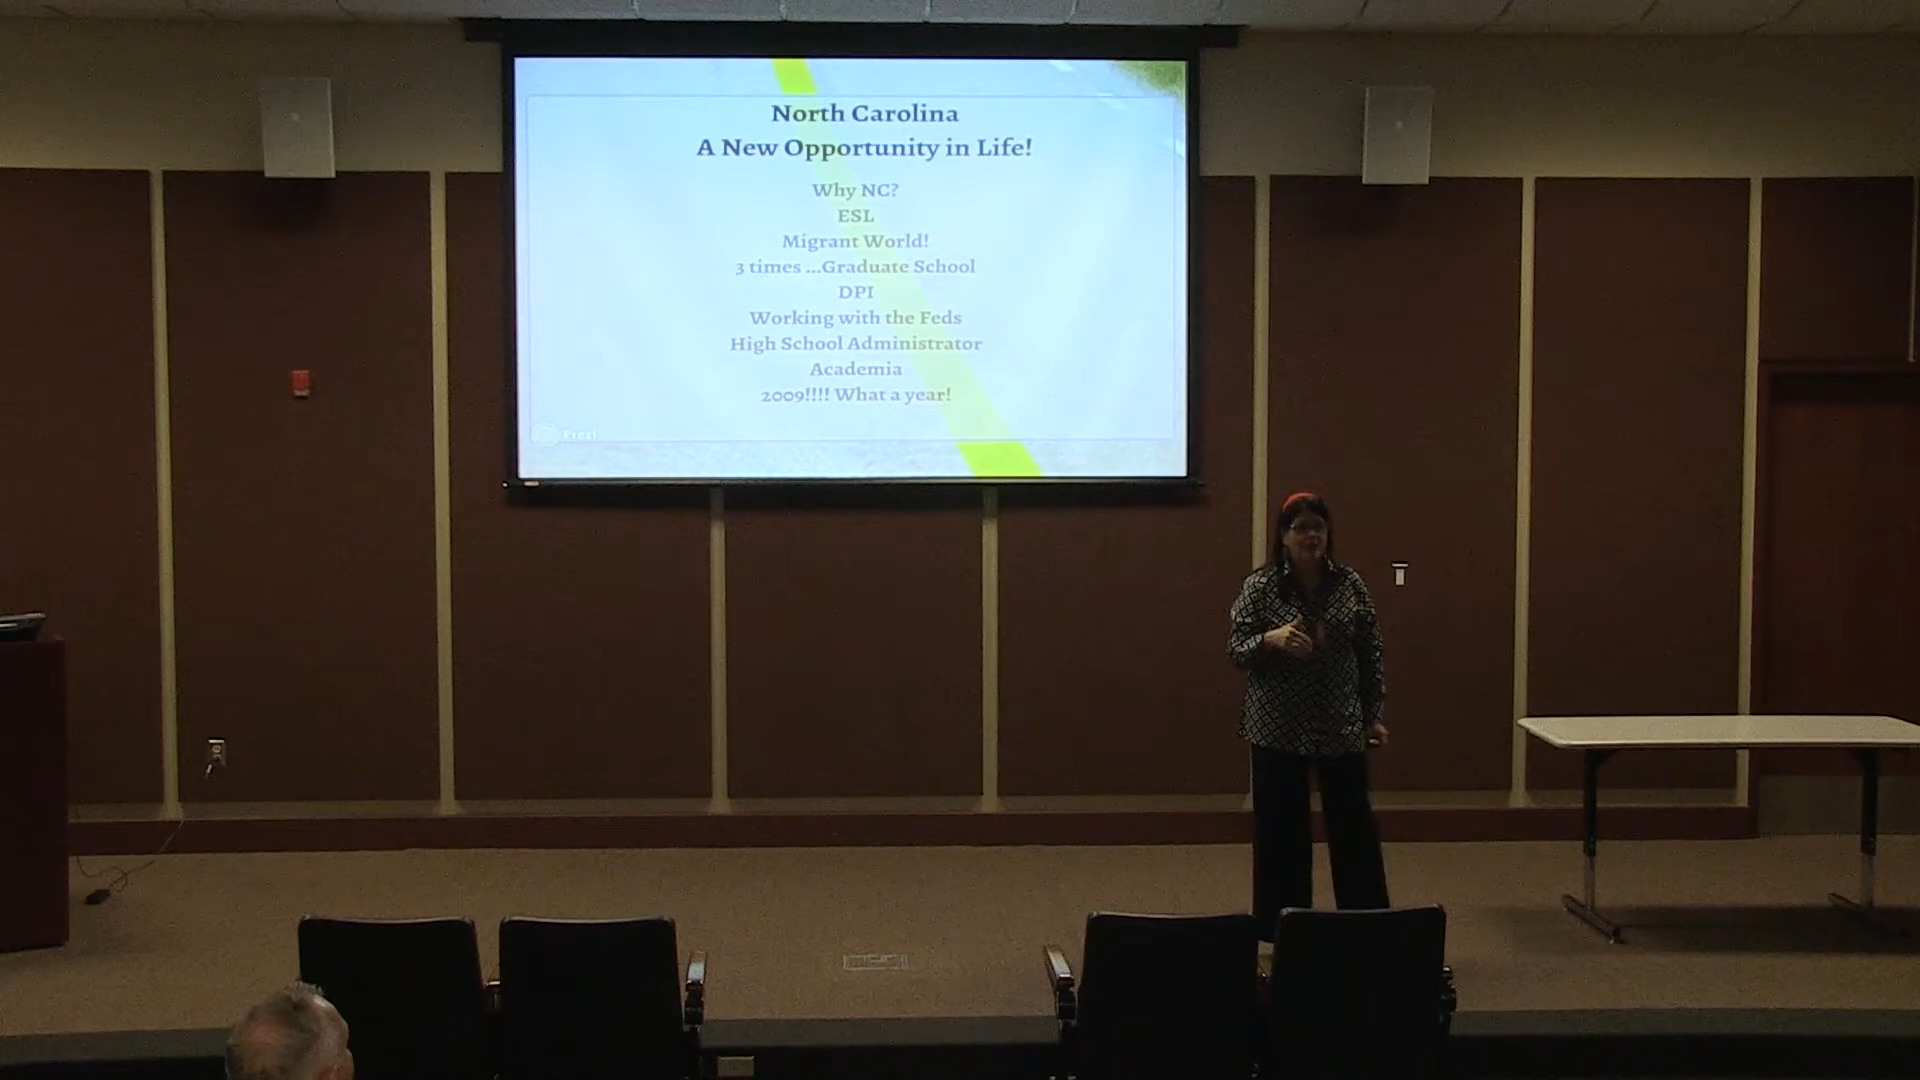 North Carolina
A New Opportunity in Life!
Why NC?
ESL
Migrant World!
3 times ...Graduate School
DPI
Working with the Feds
High School Administrator
Academia
2009!!!! What a year!
Prezi